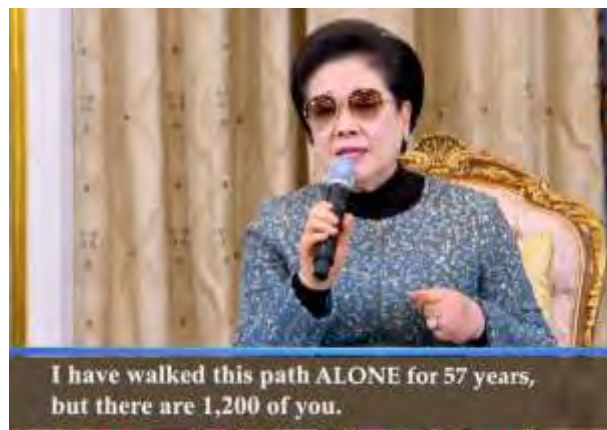 I have walked this path ALONE for 57 years,
but there are 1,200 of you.